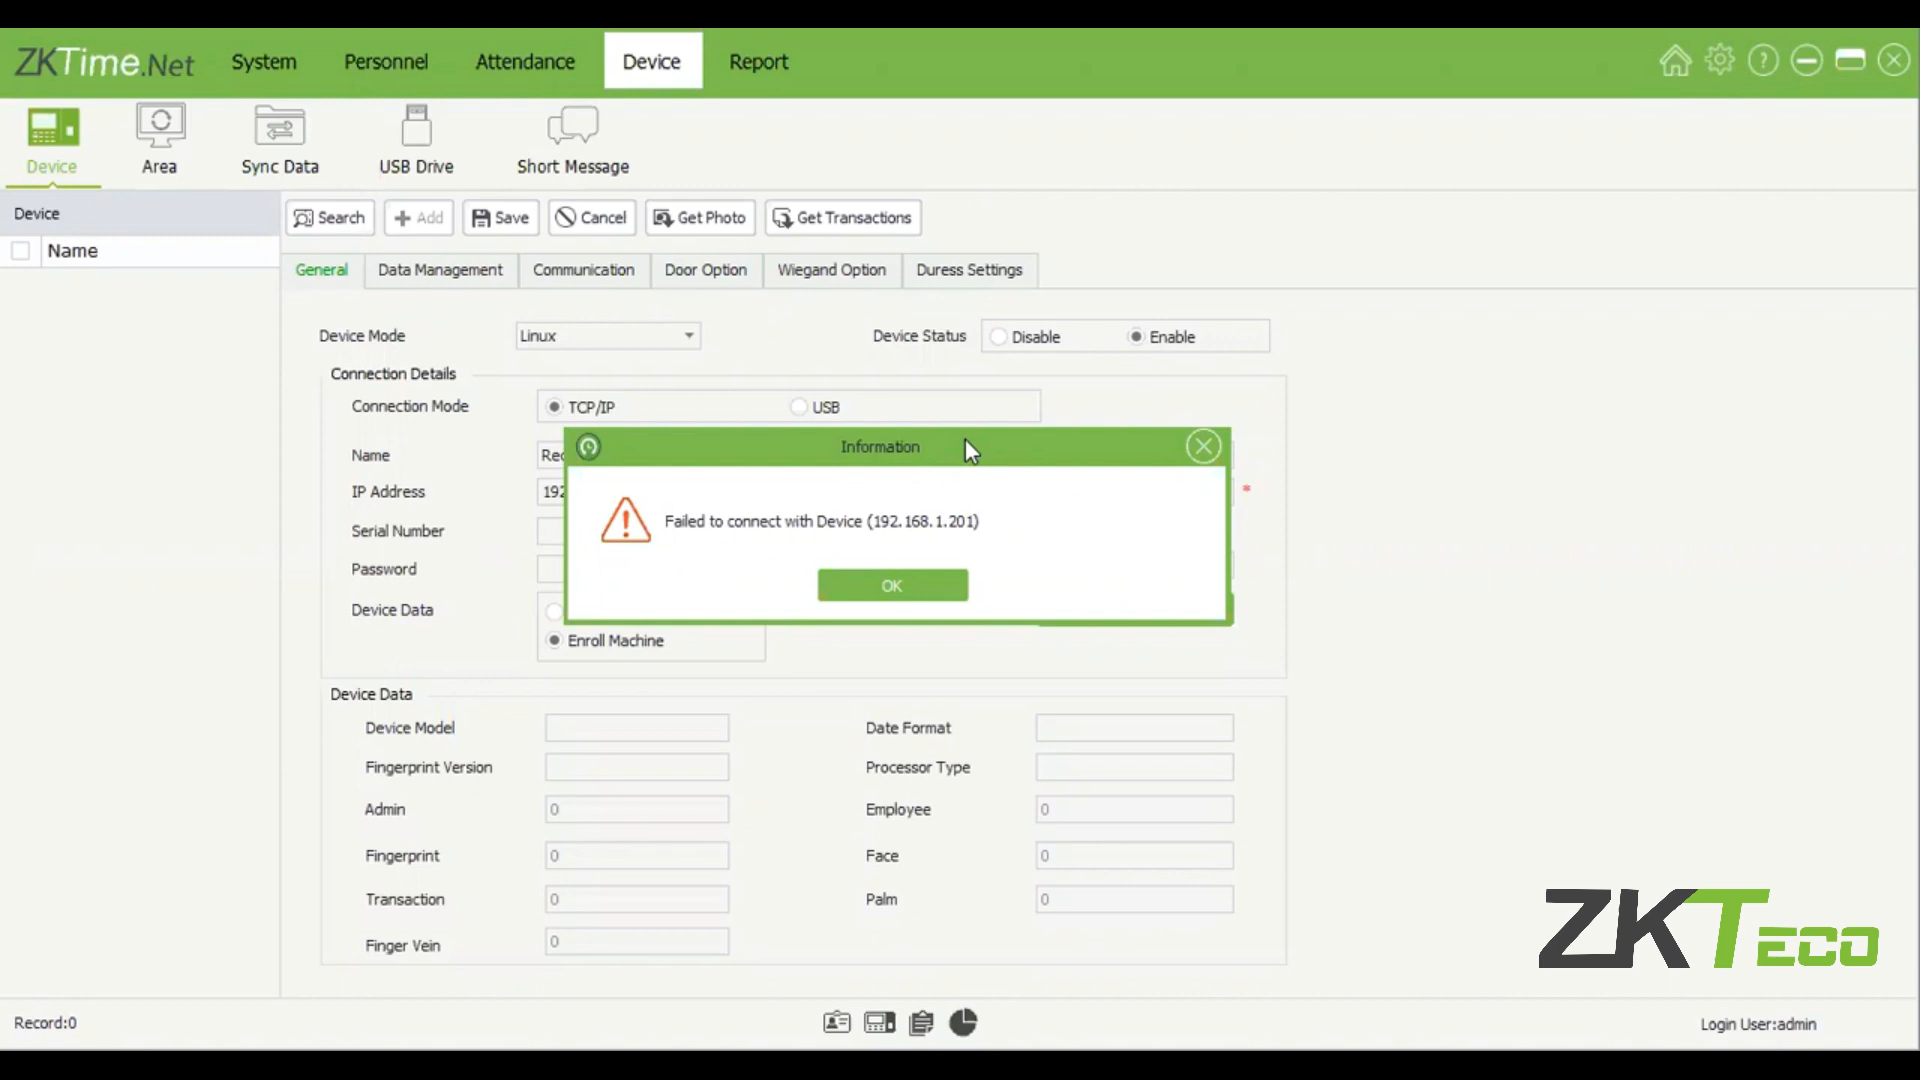 ZKTime.Net System Personnel Attendance Device Report
Device Area Sync Data USB Drive Short Message
Device
Name
Search Add Save Cancel Get Photo Get Transactions
General Data Management Communication Door Option Wiegand Option Duress Settings
Device Mode Linux Device Status Disable Enable
Connection Details
Connection Mode TCP/IP USB
Information
Name
IP Address 192 *
Failed to connect with Device (192.168.1.201)
Serial Number
Password
OK
Device Data
Enroll Machine
Device Data
Device Model Date Format
Fingerprint Version Processor Type
Admin 0 Employee 0
Fingerprint 0 Face 0
Transaction 0 Palm 0
Finger Vein 0
ZKTECO
Record:0 Login User:admin